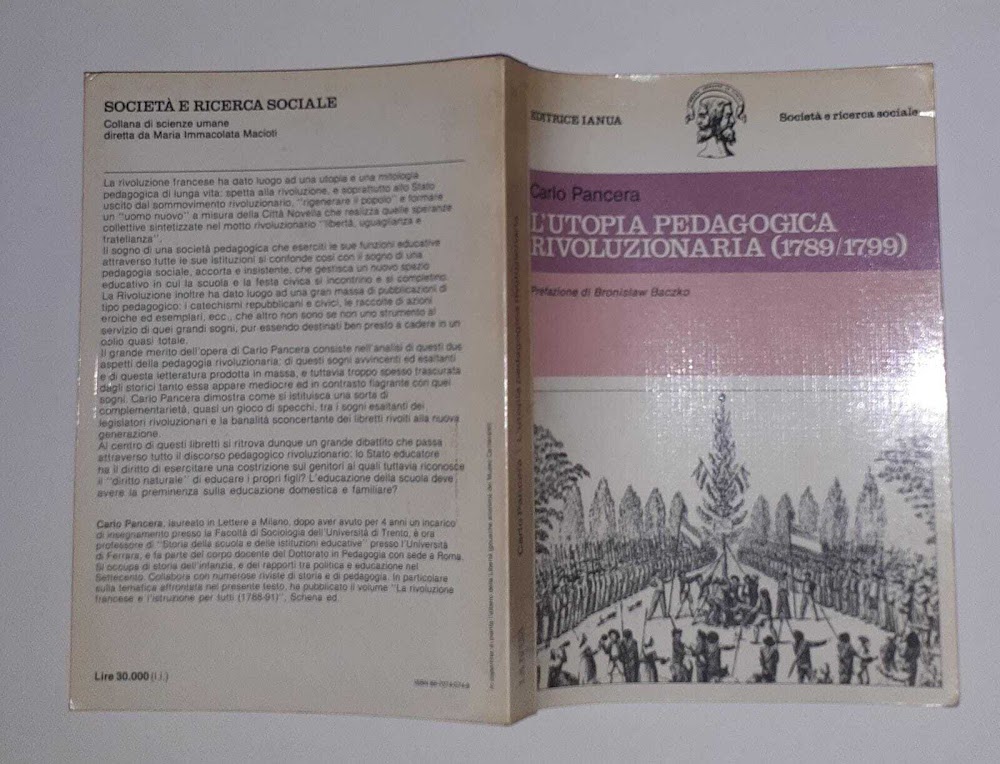 SOCIETÀ E RICERCA SOCIALE
Collana di scienze umane
diretta da Maria Immacolata Macioti
La rivoluzione francese ha dato luogo ad una utopia e una mitologia
pedagogica di lunga vita: spetta alla rivoluzione, e soprattutto allo Stato
uscito dal sommovimento rivoluzionario, "rigenerare il popolo" e formare
un "uomo nuovo" a misura della Città Novella che realizza quelle speranze
collettive sintetizzate nel motto rivoluzionario "libertà, uguaglianza e
fratellanza".
Il sogno di una società pedagogica che eserciti le sue funzioni educative
attraverso tutte le sue istituzioni si confonde così con il sogno di una
pedagogia sociale, accorta e insistente, che gestisca un nuovo spazio
educativo in cui la scuola e la festa civica si incontrino e si completino.
La Rivoluzione inoltre ha dato luogo ad una gran massa di pubblicazioni di
tipo pedagogico: i catechismi repubblicani e civici, le raccolte di azioni
eroiche ed esemplari, ecc., che altro non sono se non uno strumento al
servizio di quei grandi sogni, pur essendo destinati ben presto a cadere in un
oblio quasi totale.
Il grande merito dell'opera di Carlo Pancera consiste nell'analisi di questi due
aspetti della pedagogia rivoluzionaria: di questi sogni avvincenti ed esaltanti
e di questa letteratura prodotta in massa, e tuttavia troppo spesso trascurata
dagli storici tanto essa appare mediocre ed in contrasto flagrante con quei
sogni. Carlo Pancera dimostra come si istituisca una sorta di
complementarietà, quasi un gioco di specchi, tra i sogni esaltanti dei
legislatori rivoluzionari e la banalità sconcertante dei libretti rivolti alla nuova
generazione.
Al centro di questi libretti si ritrova dunque un grande dibattito che passa
attraverso tutto il discorso pedagogico rivoluzionario: lo Stato educatore
ha il diritto di esercitare una costrizione sui genitori ai quali tuttavia riconosce
il "diritto naturale" di educare i propri figli? L'educazione della scuola deve
avere la preminenza sulla educazione domestica e familiare?
Carlo Pancera, laureato in Lettere a Milano, dopo aver avuto per 4 anni un incarico
di insegnamento presso la Facoltà di Sociologia dell'Università di Trento, è ora
professore di "Storia della scuola e delle istituzioni educative" presso l'Università
di Ferrara, e fa parte del corpo docente del Dottorato in Pedagogia con sede a Roma.
Si occupa di storia dell'infanzia, e dei rapporti tra politica e educazione nel
Settecento. Collabora con numerose riviste di storia e di pedagogia. In particolare
sulla tematica affrontata nel presente testo, ha pubblicato il volume "La rivoluzione
francese e l'istruzione per tutti (1788-91)", Schena ed.
Lire 30.000 (i.i.)
ISBN
In copertina: si pianta l'albero della Libertà
Carlo Pancera - L'utopia pedagogica rivoluzionaria
EDITRICE IANUA
Società e ricerca sociale
Carlo Pancera
L'UTOPIA PEDAGOGICA
RIVOLUZIONARIA (1789/1799)
Prefazione di Bronislaw Baczko